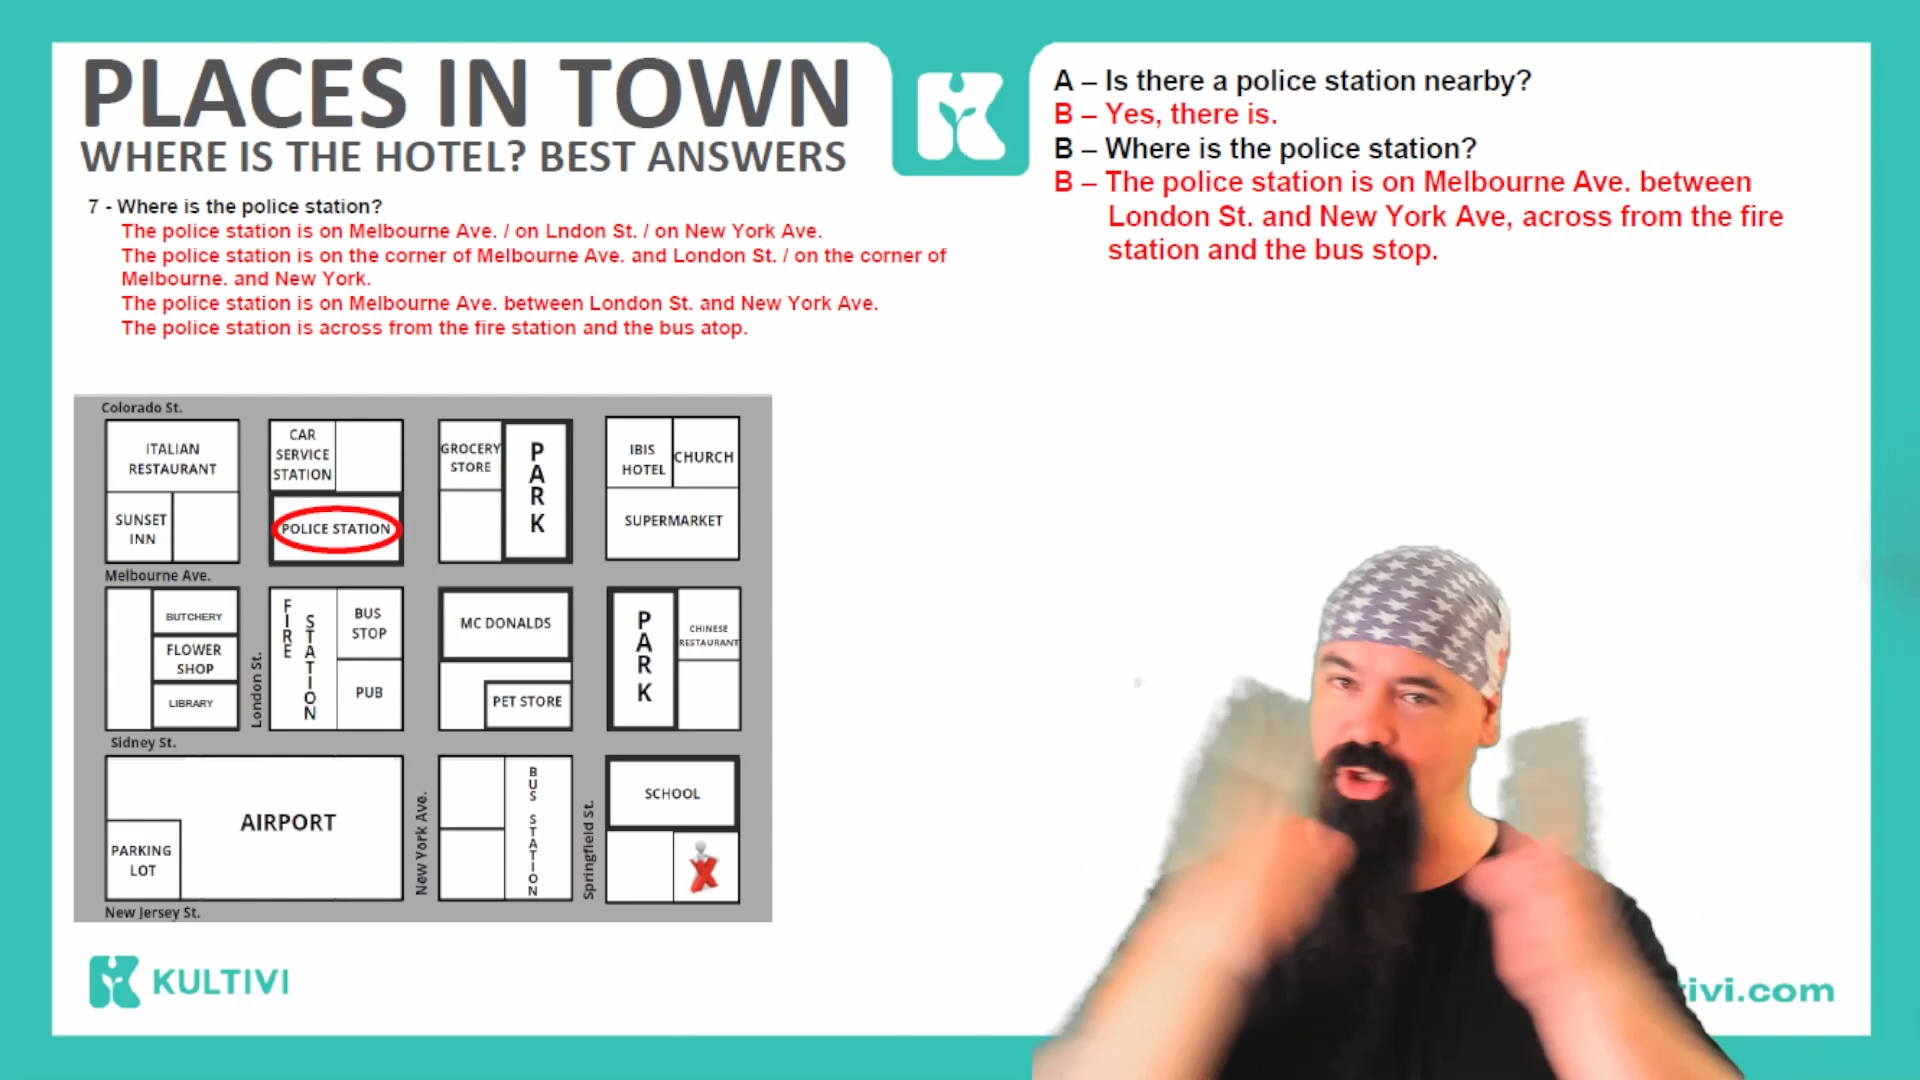 PLACES IN TOWN
WHERE IS THE HOTEL? BEST ANSWERS
7 - Where is the police station?
The police station is on Melbourne Ave. / on Lndon St. / on New York Ave.
The police station is on the corner of Melbourne Ave. and London St. / on the corner of
Melbourne. and New York.
The police station is on Melbourne Ave. between London St. and New York Ave.
The police station is across from the fire station and the bus atop.
A – Is there a police station nearby?
B – Yes, there is.
B – Where is the police station?
B – The police station is on Melbourne Ave. between
London St. and New York Ave, across from the fire
station and the bus stop.
Colorado St.
ITALIAN
RESTAURANT
CAR
SERVICE
STATION
GROCERY
STORE
PARK
IBIS
HOTEL
CHURCH
SUNSET
INN
POLICE STATION
SUPERMARKET
Melbourne Ave.
BUTCHERY
FLOWER
SHOP
LIBRARY
London St.
FIRE
STATION
BUS
STOP
PUB
MC DONALDS
PET STORE
PARK
CHINESE
RESTAURANT
Sidney St.
AIRPORT
PARKING
LOT
New York Ave.
BUS STATION
Springfield St.
SCHOOL
X
New Jersey St.
KULTIVI
ivi.com